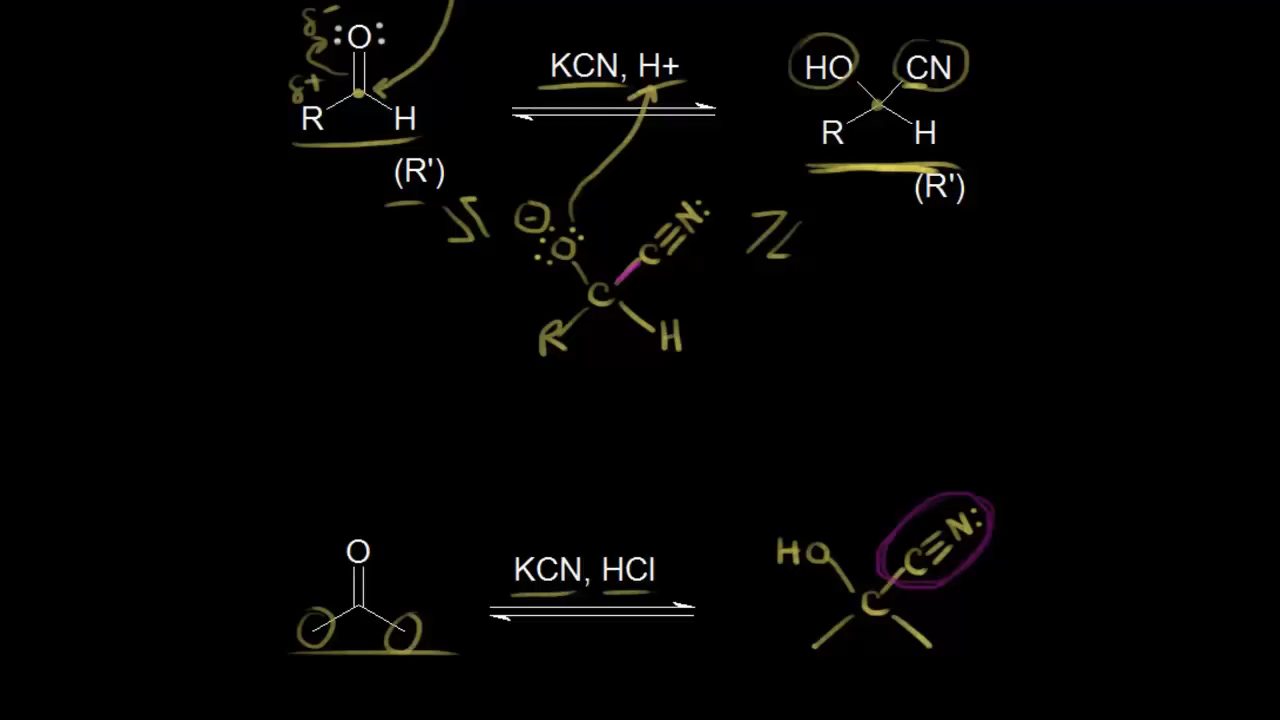 δ-
:O:
δ+
R H
(R')
KCN, H+
HO CN
R H
(R')
-
O C≡N:
C
R H
O
KCN, HCl
HO C≡N:
C